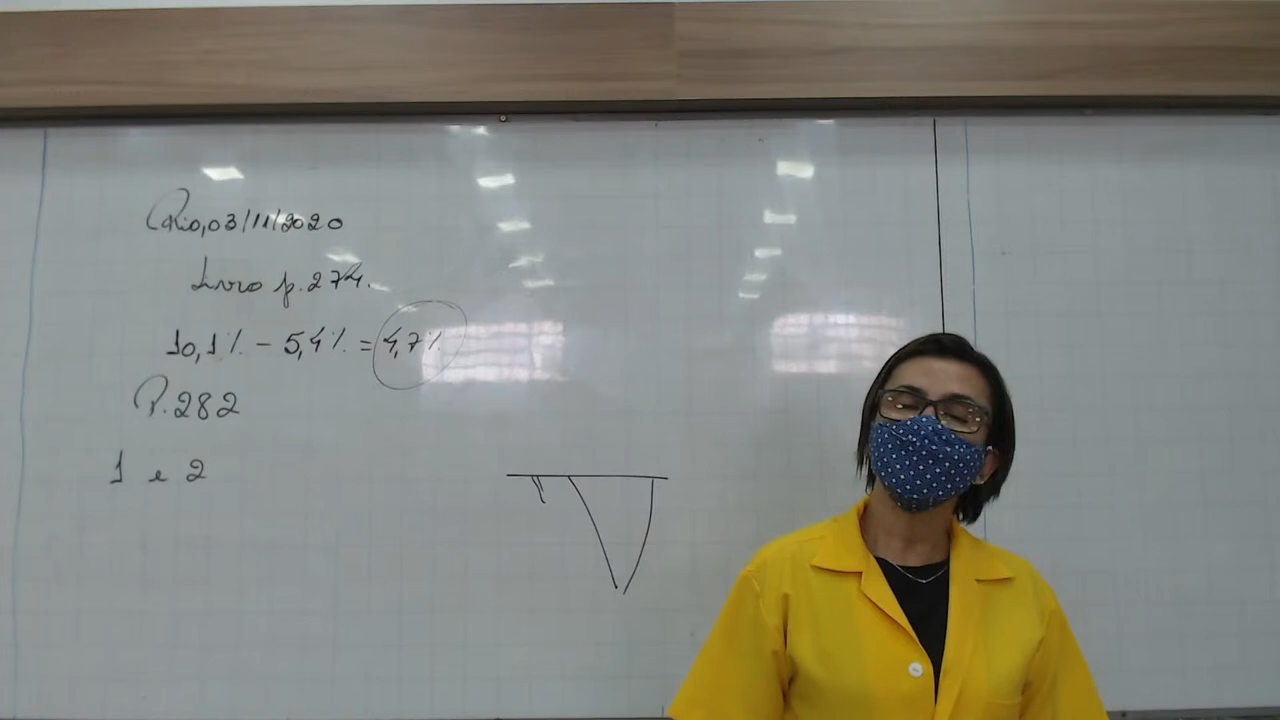 Rio, 03/11/2020
Livro p. 274.
10,1% - 5,4% = 4,7%
P. 282
1 e 2